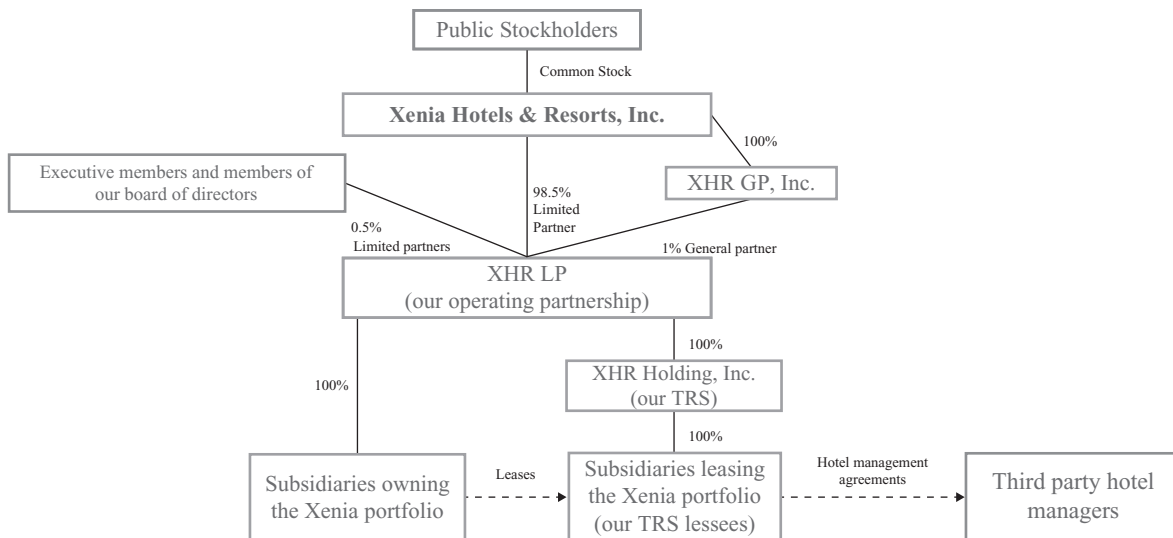 Public Stockholders
Common Stock
Xenia Hotels & Resorts, Inc.
100%
Executive members and members of
our board of directors
XHR GP, Inc.
98.5%
Limited
Partner
0.5%
Limited partners
1% General partner
XHR LP
(our operating partnership)
100%
100%
XHR Holding, Inc.
(our TRS)
100%
Subsidiaries owning
the Xenia portfolio
Leases
Subsidiaries leasing
the Xenia portfolio
(our TRS lessees)
Hotel management
agreements
Third party hotel
managers